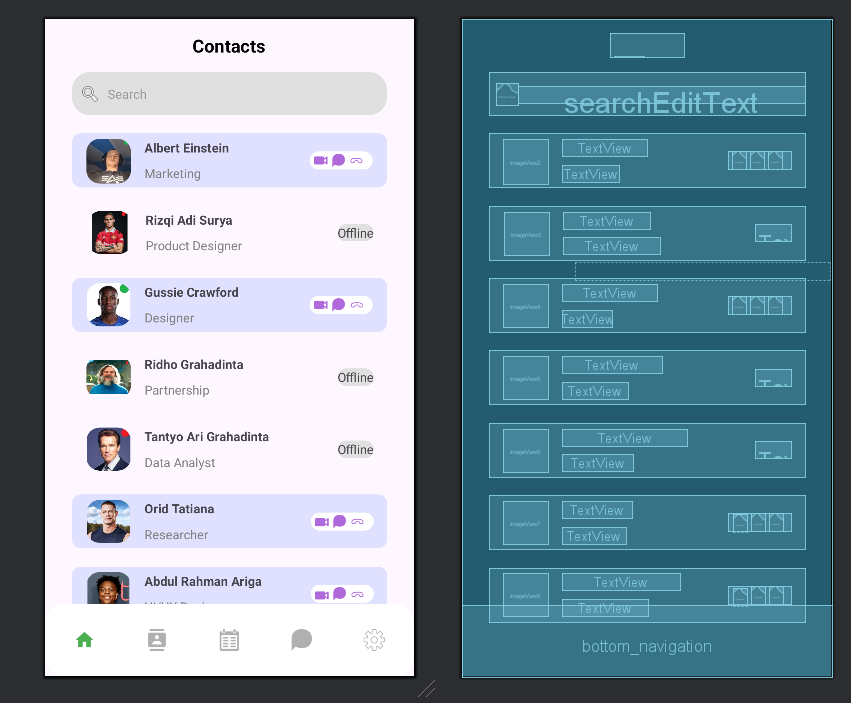 Contacts
Search
Albert Einstein
Marketing
Rizqi Adi Surya
Product Designer
Offline
Gussie Crawford
Designer
Ridho Grahadinta
Partnership
Offline
Tantyo Ari Grahadinta
Data Analyst
Offline
Orid Tatiana
Researcher
Abdul Rahman Ariga
searchEditText
imageView2
TextView
TextView
imageView3
TextView
TextView
imageView4
TextView
TextView
imageView5
TextView
TextView
imageView6
TextView
TextView
imageView7
TextView
TextView
imageView8
TextView
TextView
bottom_navigation